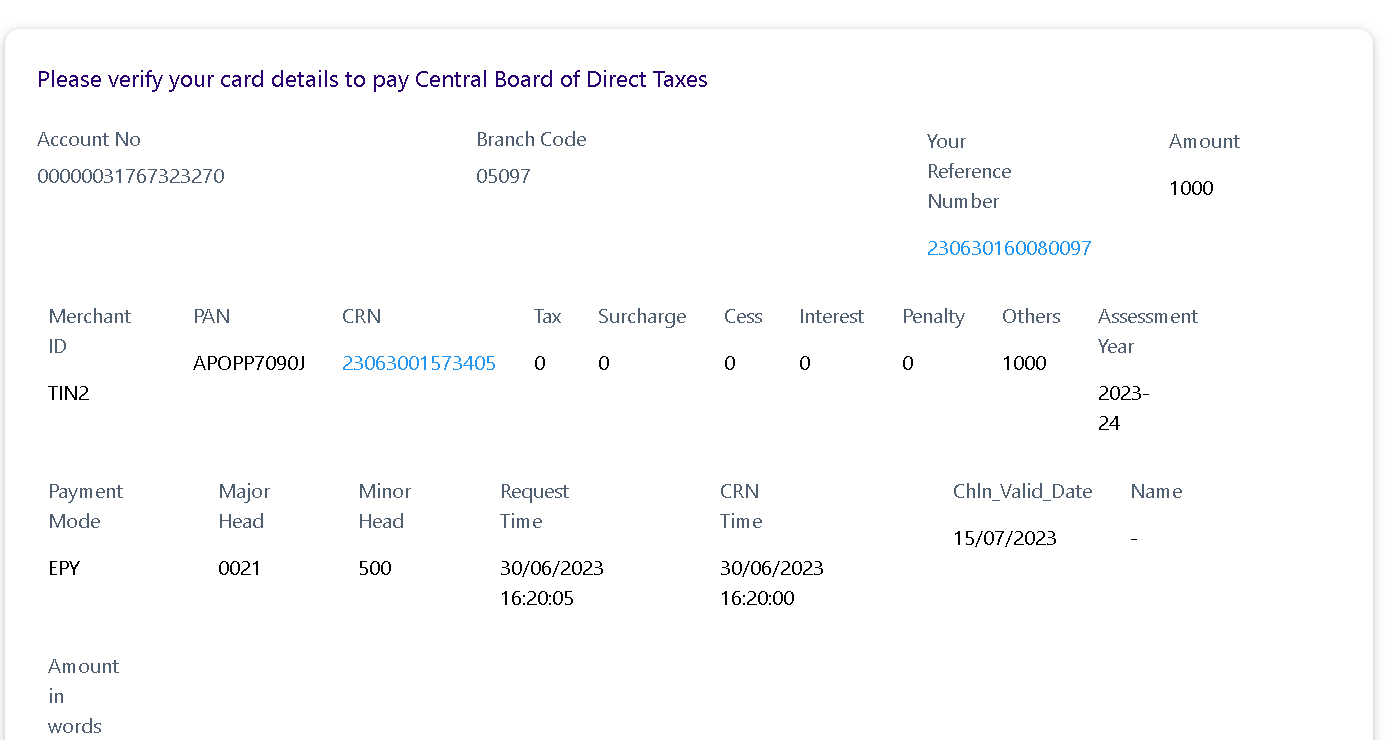 Please verify your card details to pay Central Board of Direct Taxes
Account No
00000031767323270
Branch Code
05097
Your
Reference
Number
230630160080097
Amount
1000
Merchant
ID
TIN2
PAN
APOPP7090J
CRN
23063001573405
Tax
0
Surcharge
0
Cess
0
Interest
0
Penalty
0
Others
1000
Assessment
Year
2023-
24
Payment
Mode
EPY
Major
Head
0021
Minor
Head
500
Request
Time
30/06/2023
16:20:05
CRN
Time
30/06/2023
16:20:00
Chln_Valid_Date
15/07/2023
Name
-
Amount
in
words